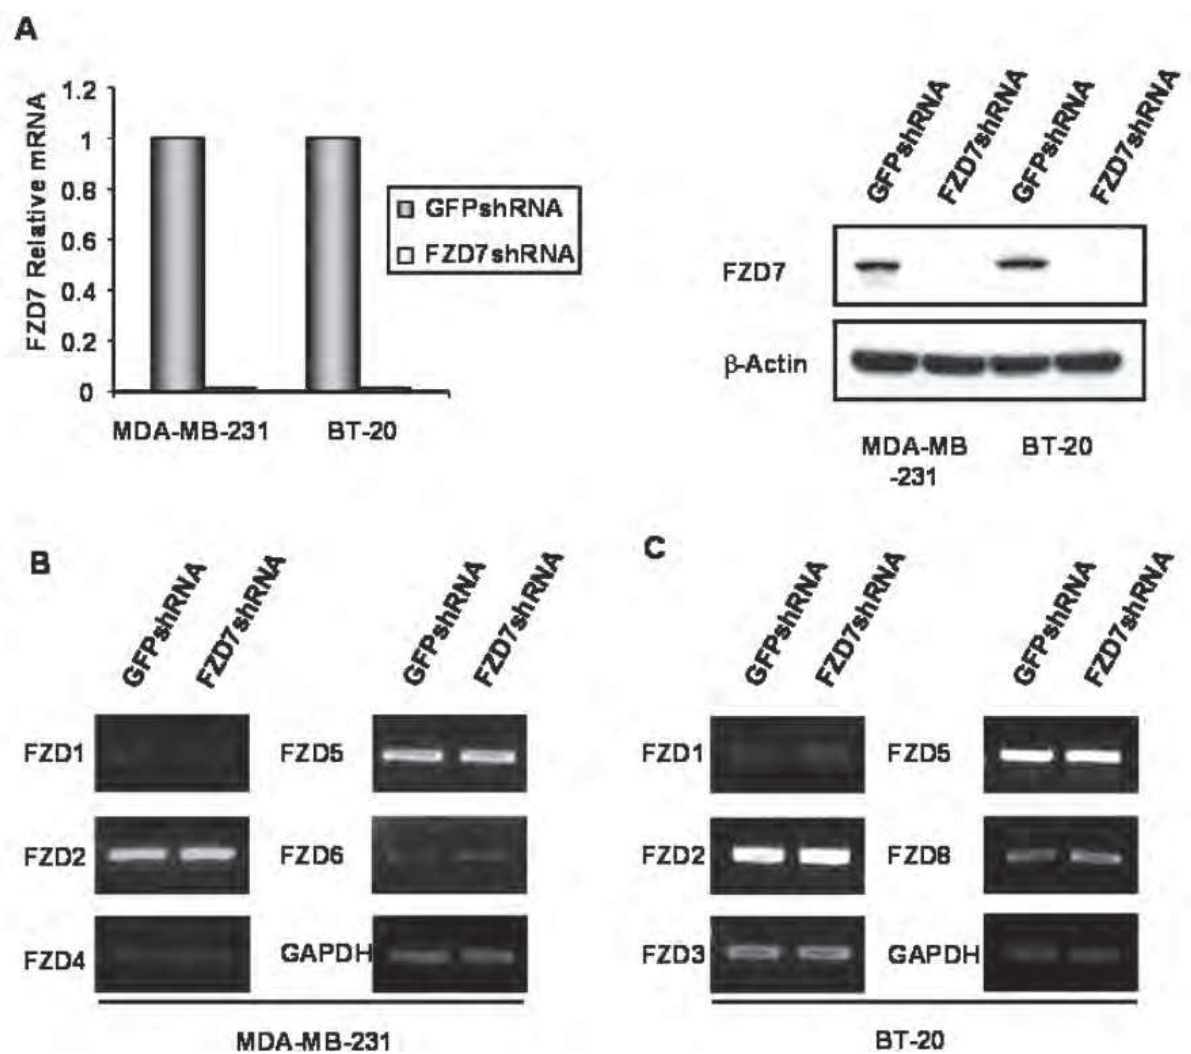 A
FZD7 Relative mRNA
1.2
1
0.8
0.6
0.4
0.2
0
MDA-MB-231
BT-20
GFPshRNA
FZD7shRNA
GFPshRNA
FZD7shRNA
GFPshRNA
FZD7shRNA
FZD7
β-Actin
MDA-MB
-231
BT-20
B
GFPshRNA
FZD7shRNA
GFPshRNA
FZD7shRNA
FZD1
FZD5
FZD2
FZD6
FZD4
GAPDH
MDA-MB-231
C
GFPshRNA
FZD7shRNA
GFPshRNA
FZD7shRNA
FZD1
FZD5
FZD2
FZD8
FZD3
GAPDH
BT-20